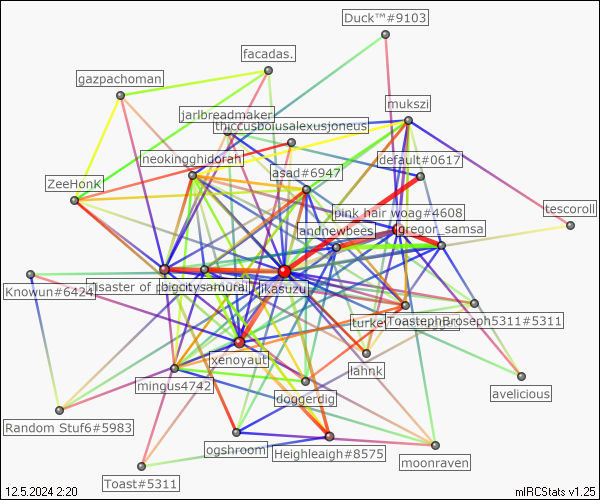 Duck™#9103
facadas.
gazpachoman
mukszi
jarlbreadmaker
thiccusboiusalexusjoneus
neokingghidorah
default#0617
asad#6947
ZeeHonK
pink hair woag#4608
tescoroll
andnewbees
gregor_samsa
disaster of
bigcitysamurai
Knowun#6424
jikasuzu
turke
ToastephBroseph5311#5311
xenoyaut
lahnk
mingus4742
avelicious
doggerdig
Random Stuf6#5983
ogshroom
Heighleaigh#8575
moonraven
Toast#5311
12.5.2024 2:20
mIRCStats v1.25